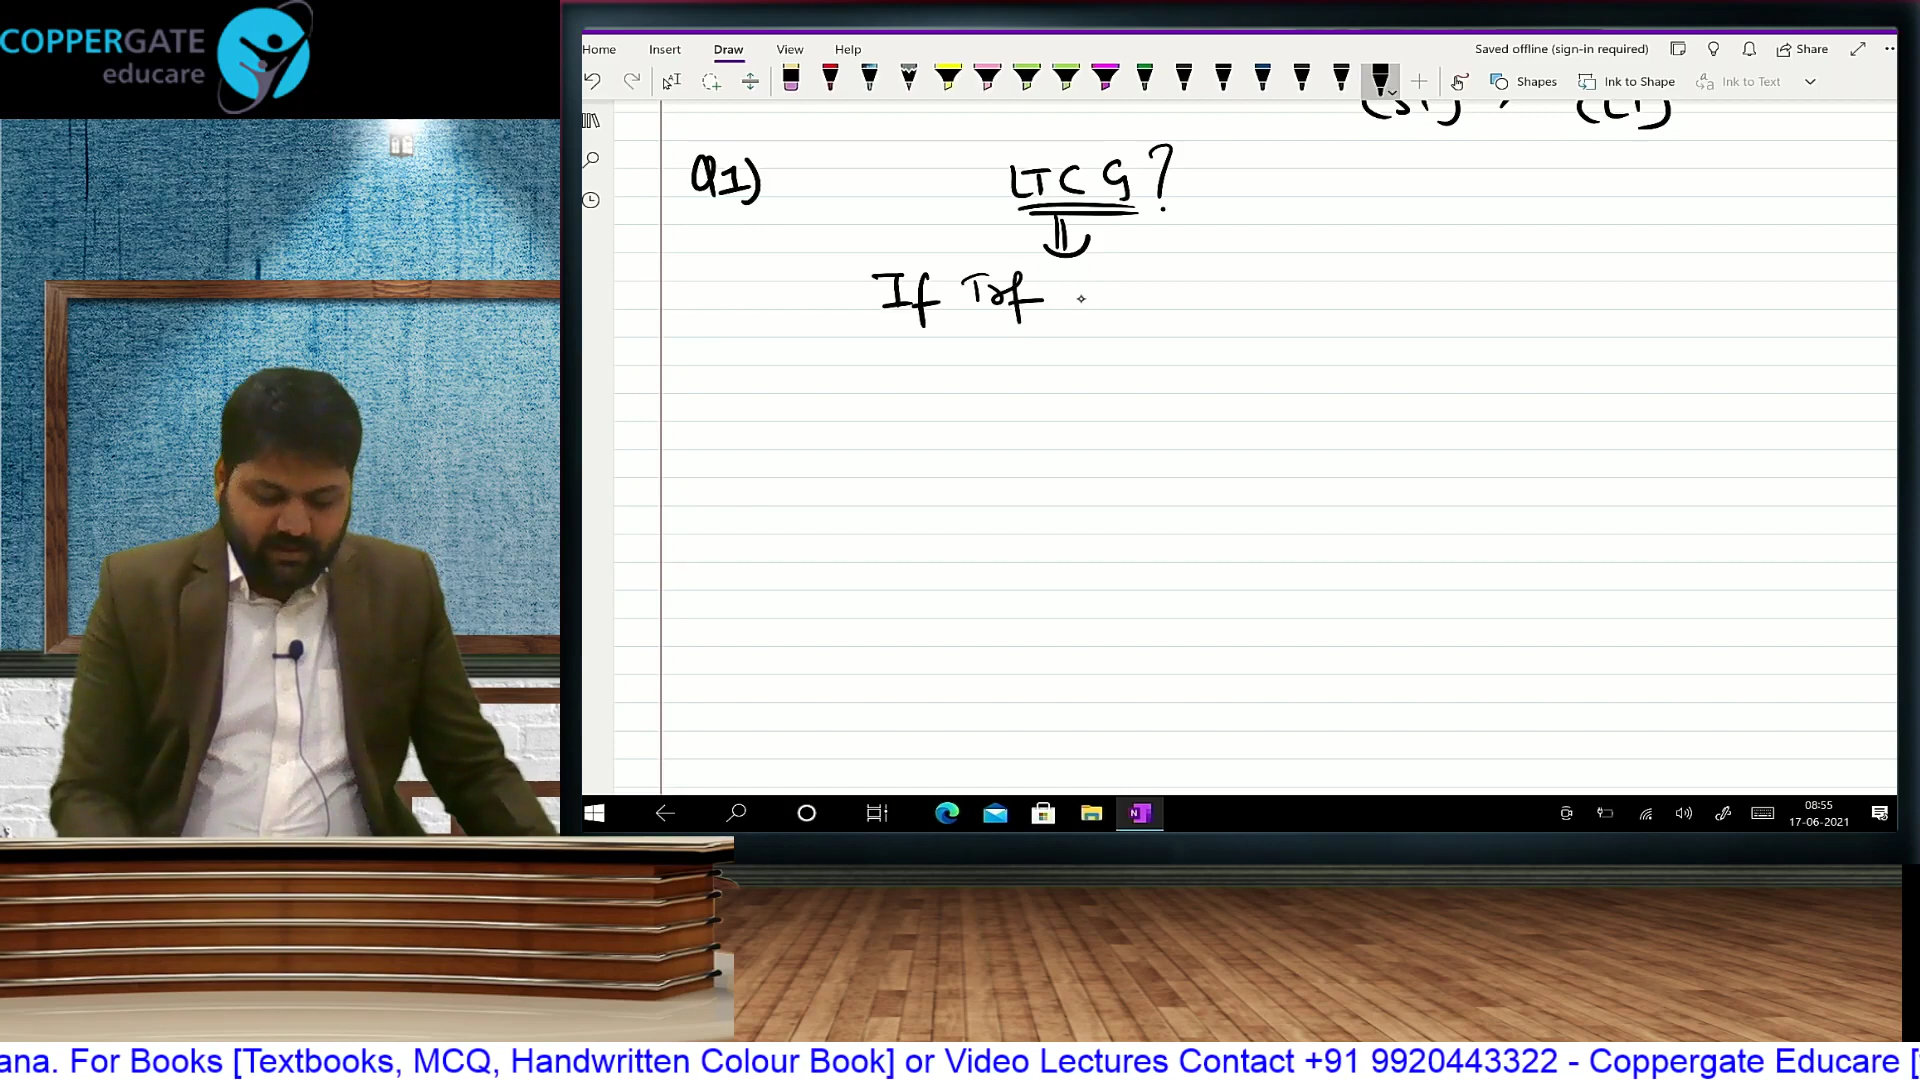 COPPERGATE
educare
Home Insert Draw View Help
Saved offline (sign-in required) Share
Shapes Ink to Shape Ink to Text
(ST) (LT)
Q1) LTCG?
If Trf
08:55
17-06-2021
ana. For Books [Textbooks, MCQ, Handwritten Colour Book] or Video Lectures Contact +91 9920443322 - Coppergate Educare [